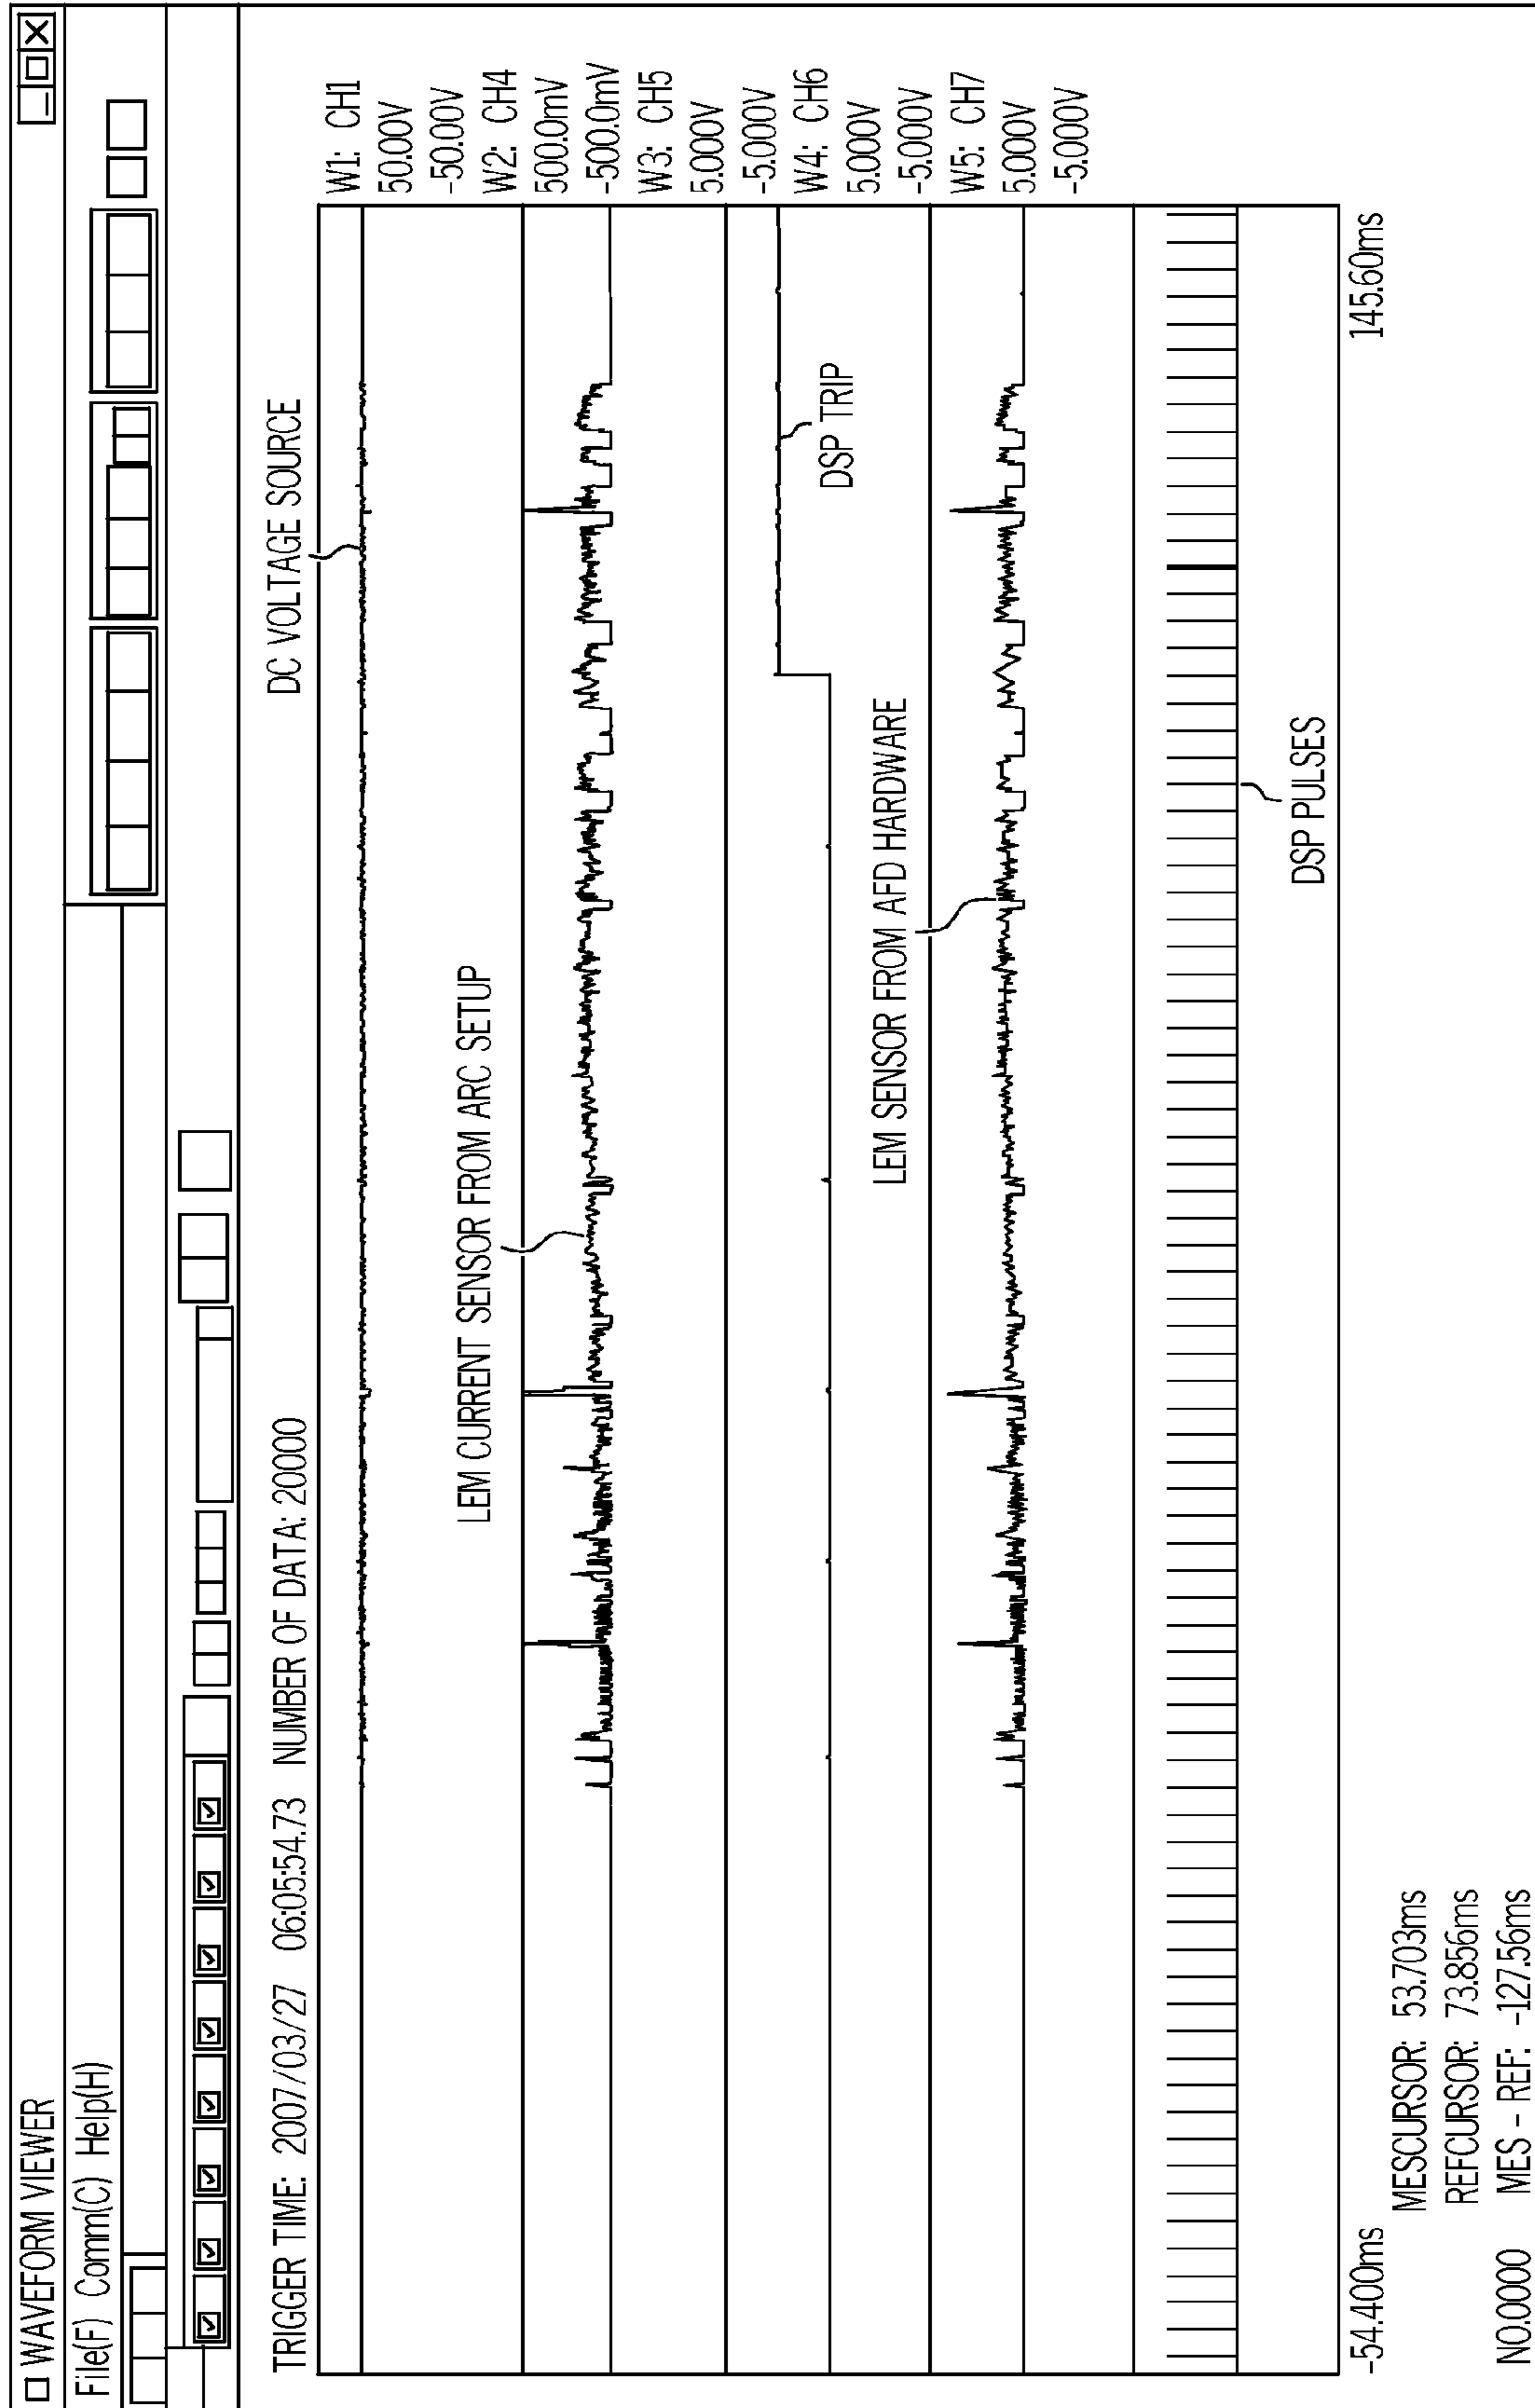 WAVEFORM VIEWER
File(F) Comm(C) Help(H)
TRIGGER TIME: 2007/03/27 06:05:54.73 NUMBER OF DATA: 20000
DC VOLTAGE SOURCE
LEM CURRENT SENSOR FROM ARC SETUP
DSP TRIP
LEM SENSOR FROM AFD HARDWARE
DSP PULSES
W1: CH1
50.00V
-50.00V
W2: CH4
500.0mV
-500.0mV
W3: CH5
5.000V
-5.000V
W4: CH6
5.000V
-5.000V
W5: CH7
5.000V
-5.000V
-54.400ms 145.60ms
MESCURSOR: 53.703ms
REFCURSOR: 73.856ms
NO.0000 MES - REF: -127.56ms